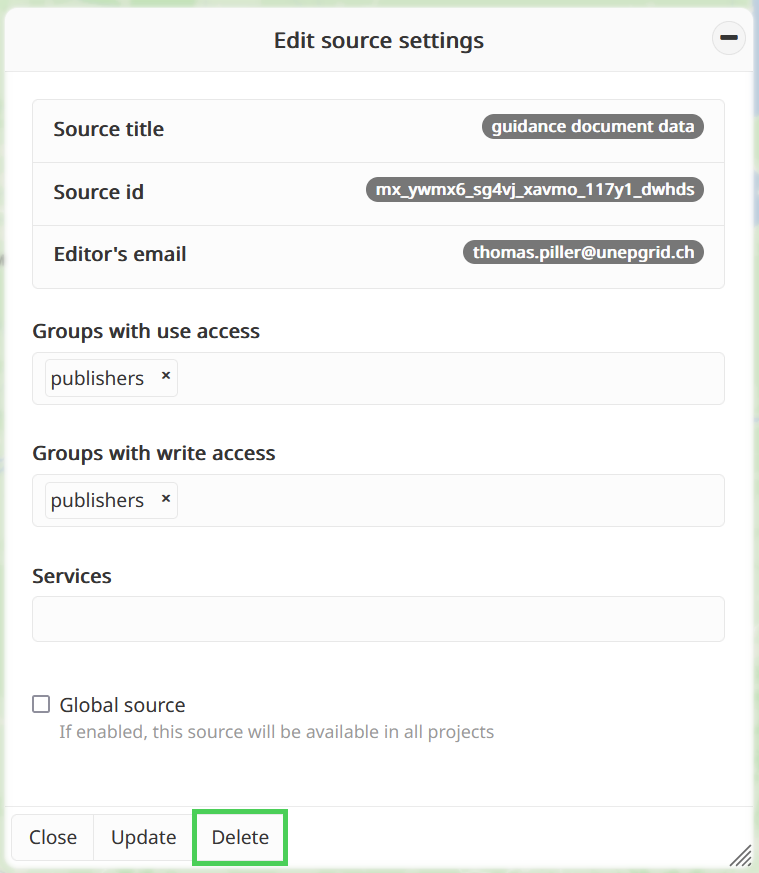 Edit source settings
Source title
guidance document data
Source id
mx_ywmx6_sg4vj_xavmo_117y1_dwhds
Editor's email
thomas.piller@unepgrid.ch
Groups with use access
publishers ×
Groups with write access
publishers ×
Services
Global source
If enabled, this source will be available in all projects
Close Update Delete